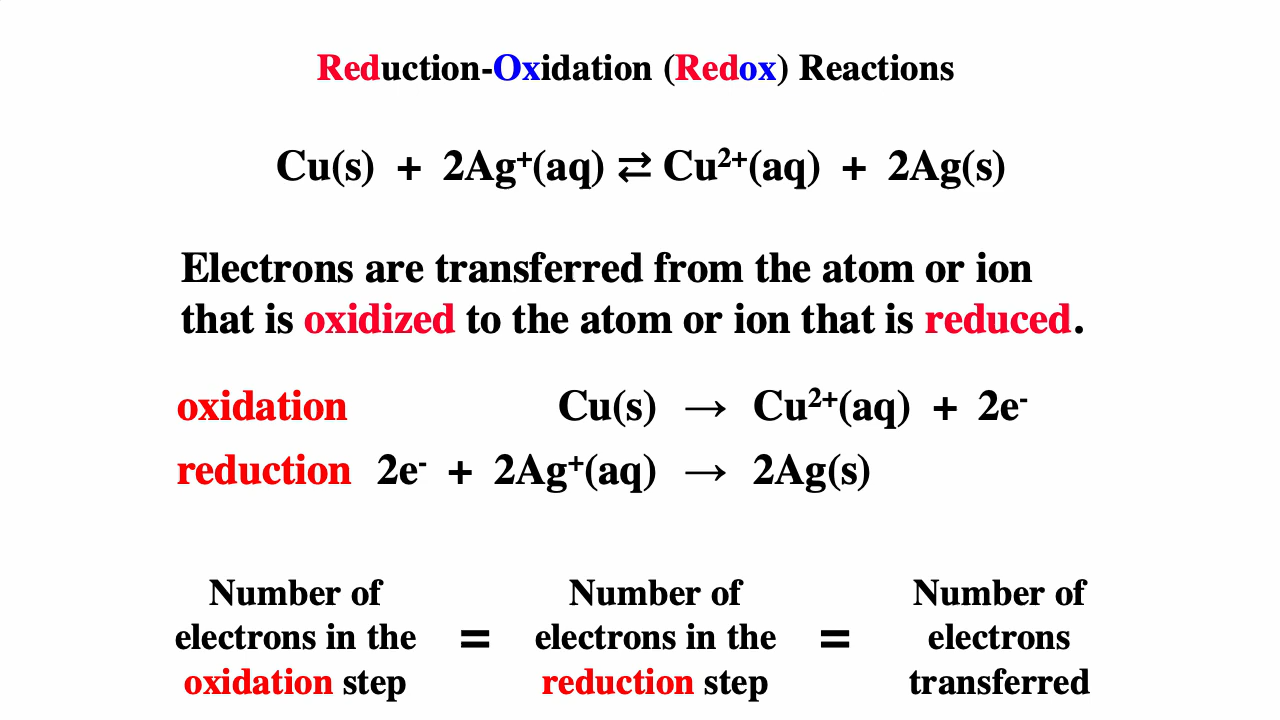 Reduction-Oxidation (Redox) Reactions
Cu(s) + 2Ag⁺(aq) ⇄ Cu²⁺(aq) + 2Ag(s)
Electrons are transferred from the atom or ion
that is oxidized to the atom or ion that is reduced.
oxidation Cu(s) → Cu²⁺(aq) + 2e⁻
reduction 2e⁻ + 2Ag⁺(aq) → 2Ag(s)
Number of
electrons in the
oxidation step
=
Number of
electrons in the
reduction step
=
Number of
electrons
transferred